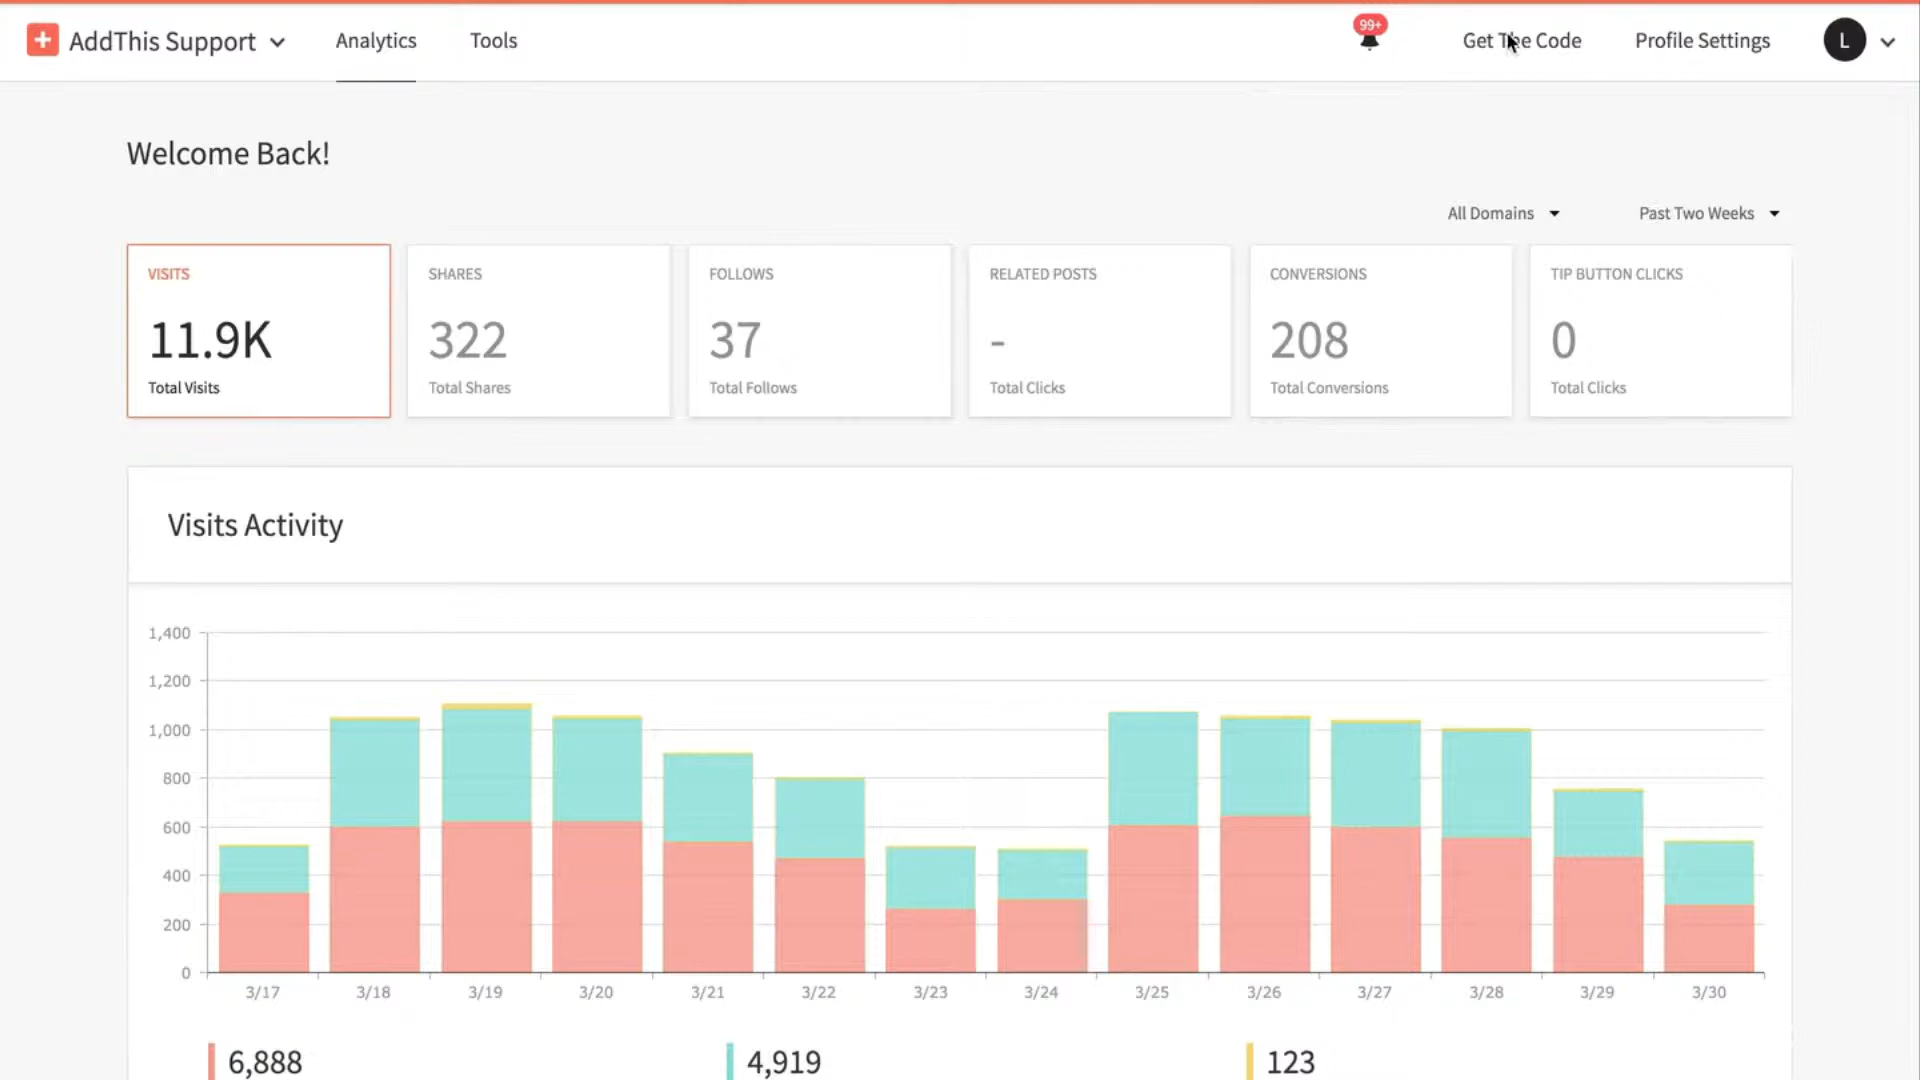 AddThis Support
Analytics
Tools
99+
Get The Code
Profile Settings
L
Welcome Back!
All Domains
Past Two Weeks
VISITS
11.9K
Total Visits
SHARES
322
Total Shares
FOLLOWS
37
Total Follows
RELATED POSTS
-
Total Clicks
CONVERSIONS
208
Total Conversions
TIP BUTTON CLICKS
0
Total Clicks
Visits Activity
1,400
1,200
1,000
800
600
400
200
0
3/17
3/18
3/19
3/20
3/21
3/22
3/23
3/24
3/25
3/26
3/27
3/28
3/29
3/30
6,888
4,919
123